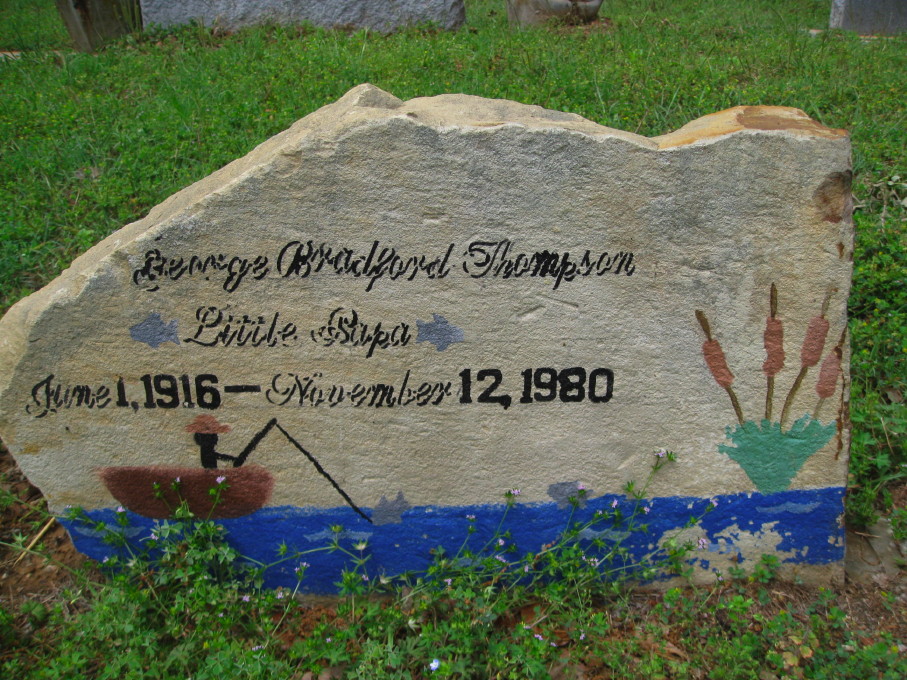 George Bradford Thompson
Little Papa
June 1, 1916 — November 12, 1980